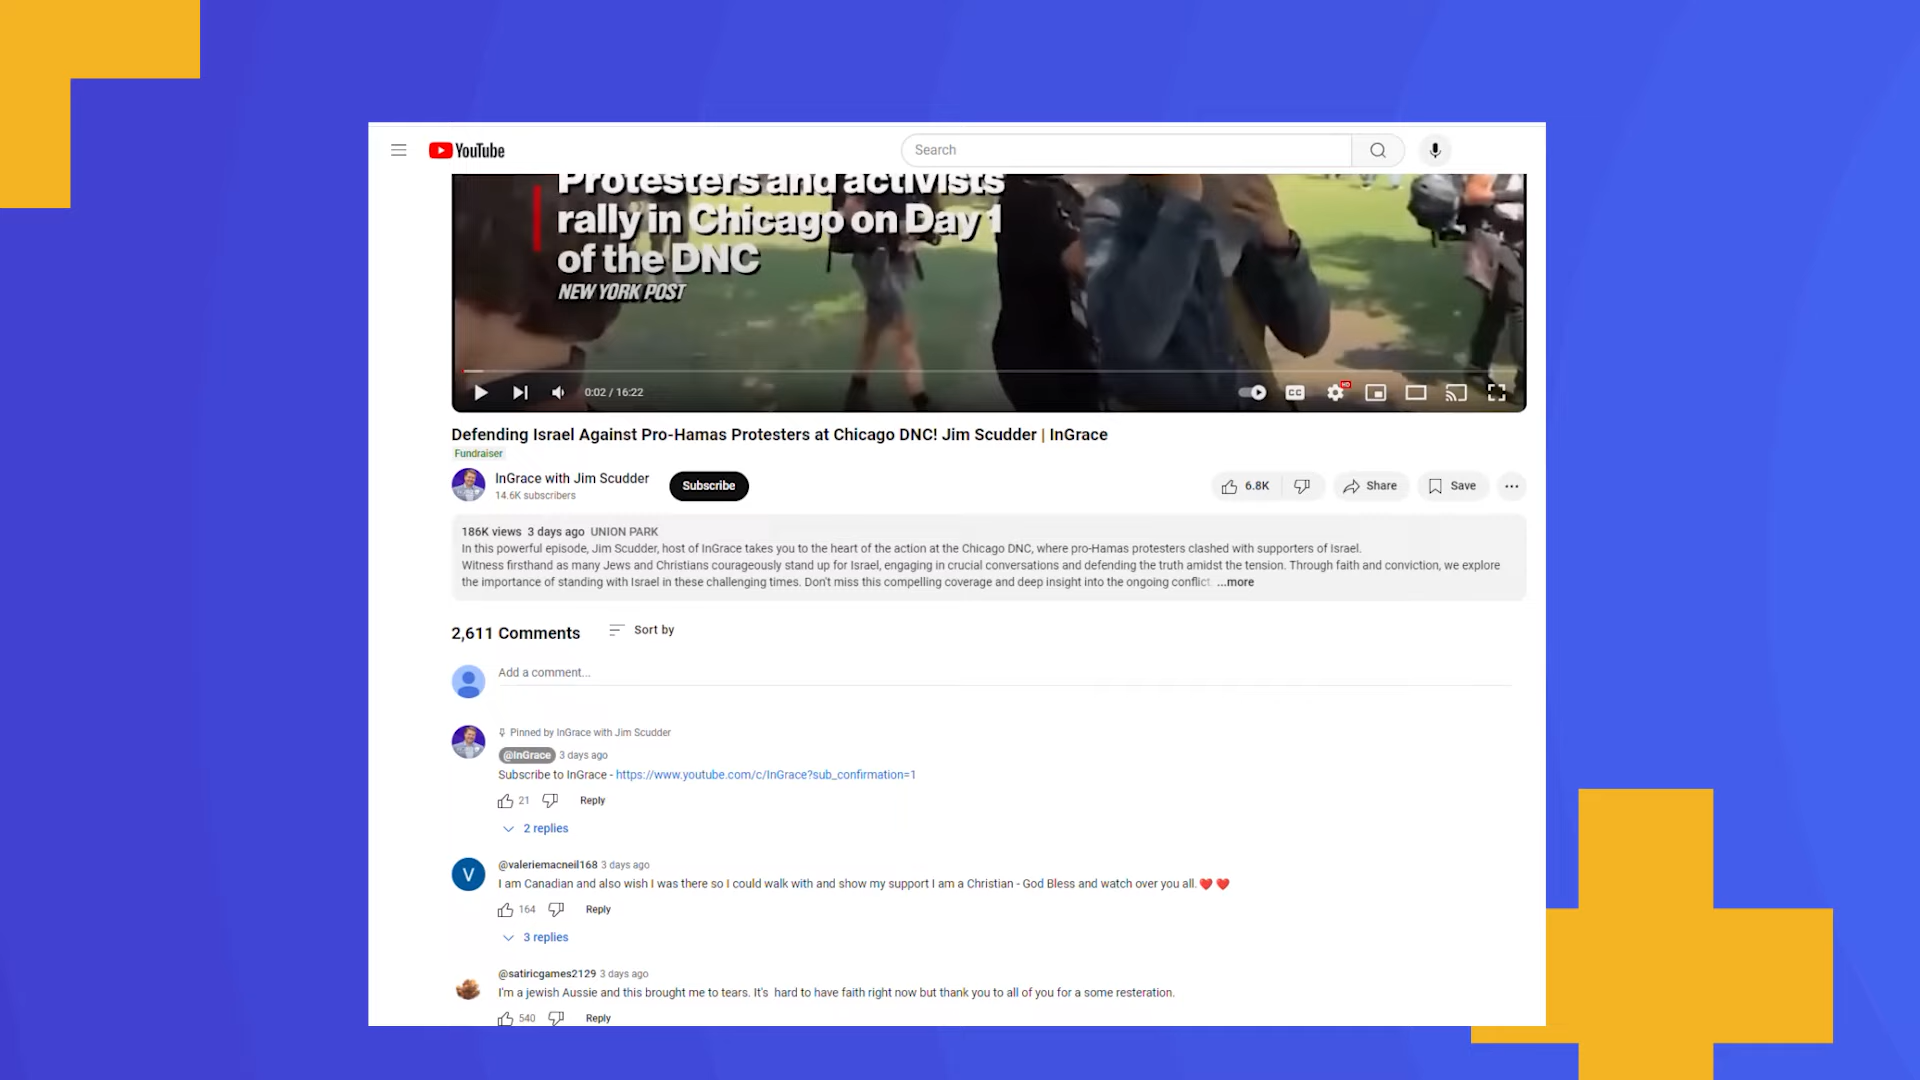 YouTube
Search
Protesters and activists
rally in Chicago on Day 1
of the DNC
NEW YORK POST
0:02 / 16:22
CC
HD
Defending Israel Against Pro-Hamas Protesters at Chicago DNC! Jim Scudder | InGrace
Fundraiser
InGrace with Jim Scudder
14.6K subscribers
Subscribe
6.8K
Share
Save
186K views 3 days ago UNION PARK
In this powerful episode, Jim Scudder, host of InGrace takes you to the heart of the action at the Chicago DNC, where pro-Hamas protesters clashed with supporters of Israel.
Witness firsthand as many Jews and Christians courageously stand up for Israel, engaging in crucial conversations and defending the truth amidst the tension. Through faith and conviction, we explore
the importance of standing with Israel in these challenging times. Don't miss this compelling coverage and deep insight into the ongoing conflict. ...more
2,611 Comments
Sort by
Add a comment...
Pinned by InGrace with Jim Scudder
@InGrace 3 days ago
Subscribe to InGrace - https://www.youtube.com/c/InGrace?sub_confirmation=1
21
Reply
2 replies
V
@valeriemacneil168 3 days ago
I am Canadian and also wish I was there so I could walk with and show my support I am a Christian - God Bless and watch over you all. ❤️ ❤️
164
Reply
3 replies
@satiricgames2129 3 days ago
I'm a jewish Aussie and this brought me to tears. It's hard to have faith right now but thank you to all of you for a some resteration.
540
Reply